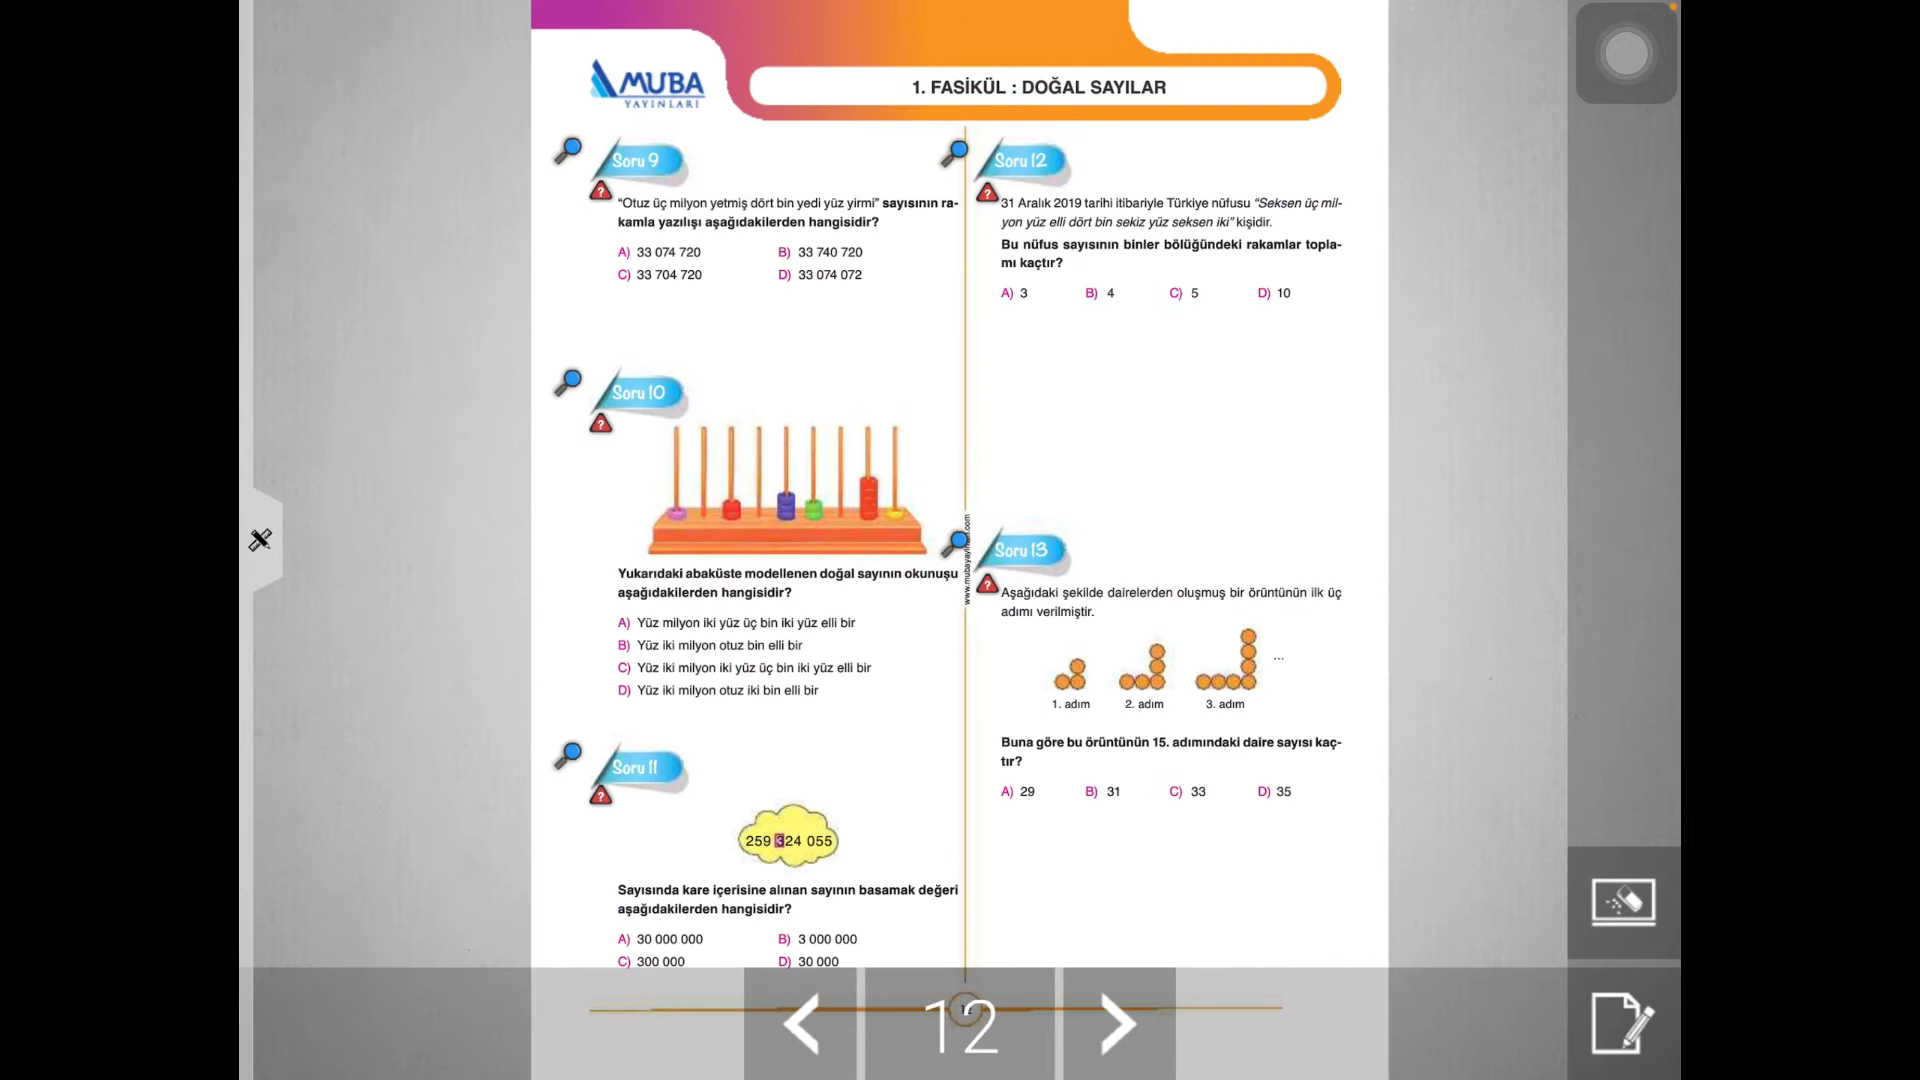 MUBA
YAYINLARI
1. FASİKÜL : DOĞAL SAYILAR
Soru 9
“Otuz üç milyon yetmiş dört bin yedi yüz yirmi” sayısının ra-
kamla yazılışı aşağıdakilerden hangisidir?
A) 33 074 720 B) 33 740 720
C) 33 704 720 D) 33 074 072
Soru 10
Yukarıdaki abaküste modellenen doğal sayının okunuşu
aşağıdakilerden hangisidir?
A) Yüz milyon iki yüz üç bin iki yüz elli bir
B) Yüz iki milyon otuz bin elli bir
C) Yüz iki milyon iki yüz üç bin iki yüz elli bir
D) Yüz iki milyon otuz iki bin elli bir
Soru 11
259 324 055
Sayısında kare içerisine alınan sayının basamak değeri
aşağıdakilerden hangisidir?
A) 30 000 000 B) 3 000 000
C) 300 000 D) 30 000
Soru 12
31 Aralık 2019 tarihi itibariyle Türkiye nüfusu “Seksen üç mil-
yon yüz elli dört bin sekiz yüz seksen iki” kişidir.
Bu nüfus sayısının binler bölüğündeki rakamlar topla-
mı kaçtır?
A) 3 B) 4 C) 5 D) 10
Soru 13
Aşağıdaki şekilde dairelerden oluşmuş bir örüntünün ilk üç
adımı verilmiştir.
...
1. adım 2. adım 3. adım
Buna göre bu örüntünün 15. adımındaki daire sayısı kaç-
tır?
A) 29 B) 31 C) 33 D) 35
12